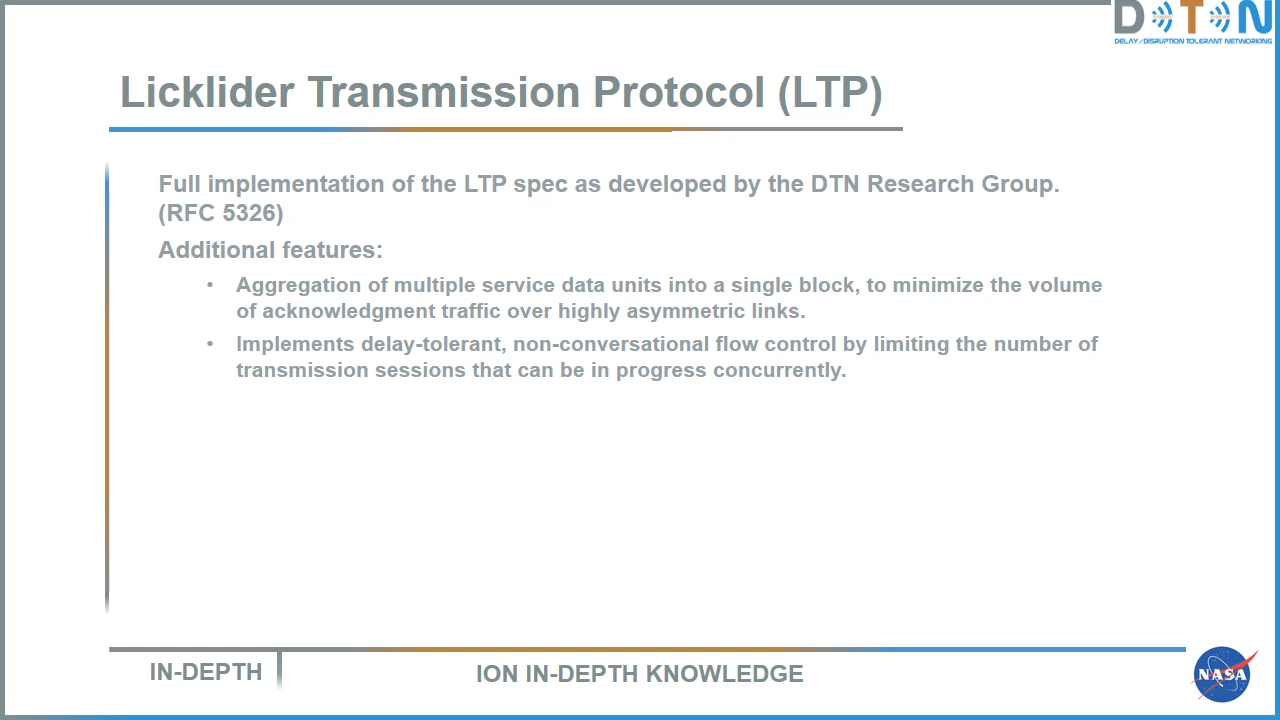 DTN
DELAY/DISRUPTION TOLERANT NETWORKING
Licklider Transmission Protocol (LTP)
Full implementation of the LTP spec as developed by the DTN Research Group.
(RFC 5326)
Additional features:
• Aggregation of multiple service data units into a single block, to minimize the volume
of acknowledgment traffic over highly asymmetric links.
• Implements delay-tolerant, non-conversational flow control by limiting the number of
transmission sessions that can be in progress concurrently.
IN-DEPTH
ION IN-DEPTH KNOWLEDGE
NASA